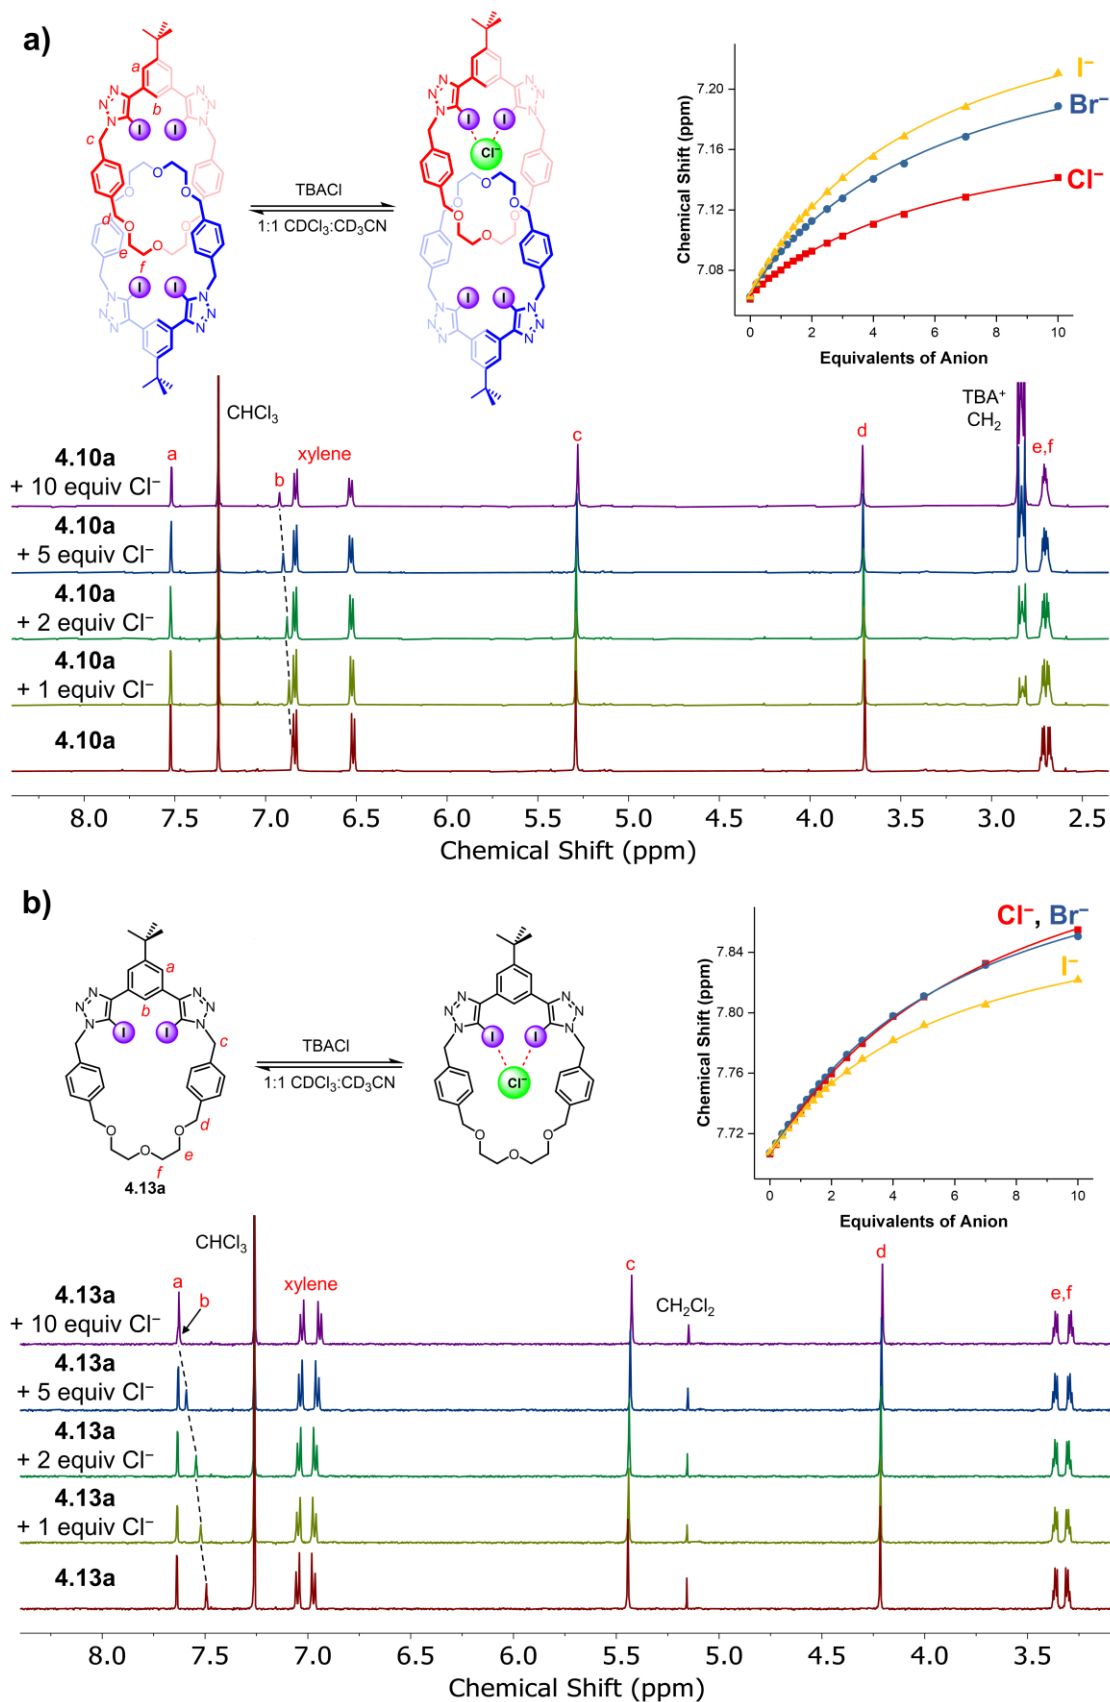 a)
a
b
c
d
e
f
N
N
N
N
N
N
I
I
O
O
O
O
O
O
I
I
N
N
N
N
N
N
TBACl
1:1 CDCl₃:CD₃CN
N
N
N
N
N
N
I
I
Cl⁻
O
O
O
O
O
O
I
I
N
N
N
N
N
N
Chemical Shift (ppm)
7.20
7.16
7.12
7.08
0
2
4
6
8
10
Equivalents of Anion
I⁻
Br⁻
Cl⁻
CHCl₃
TBA⁺
CH₂
a
b
xylene
c
d
e,f
4.10a
+ 10 equiv Cl⁻
4.10a
+ 5 equiv Cl⁻
4.10a
+ 2 equiv Cl⁻
4.10a
+ 1 equiv Cl⁻
4.10a
8.0 7.5 7.0 6.5 6.0 5.5 5.0 4.5 4.0 3.5 3.0 2.5
Chemical Shift (ppm)
b)
a
b
c
d
e
f
N
N
N
N
N
N
I
I
O
O
O
4.13a
TBACl
1:1 CDCl₃:CD₃CN
N
N
N
N
N
N
I
I
Cl⁻
O
O
O
Chemical Shift (ppm)
7.84
7.80
7.76
7.72
0
2
4
6
8
10
Equivalents of Anion
Cl⁻, Br⁻
I⁻
CHCl₃
CH₂Cl₂
a
b
xylene
c
d
e,f
4.13a
+ 10 equiv Cl⁻
4.13a
+ 5 equiv Cl⁻
4.13a
+ 2 equiv Cl⁻
4.13a
+ 1 equiv Cl⁻
4.13a
8.0 7.5 7.0 6.5 6.0 5.5 5.0 4.5 4.0 3.5
Chemical Shift (ppm)